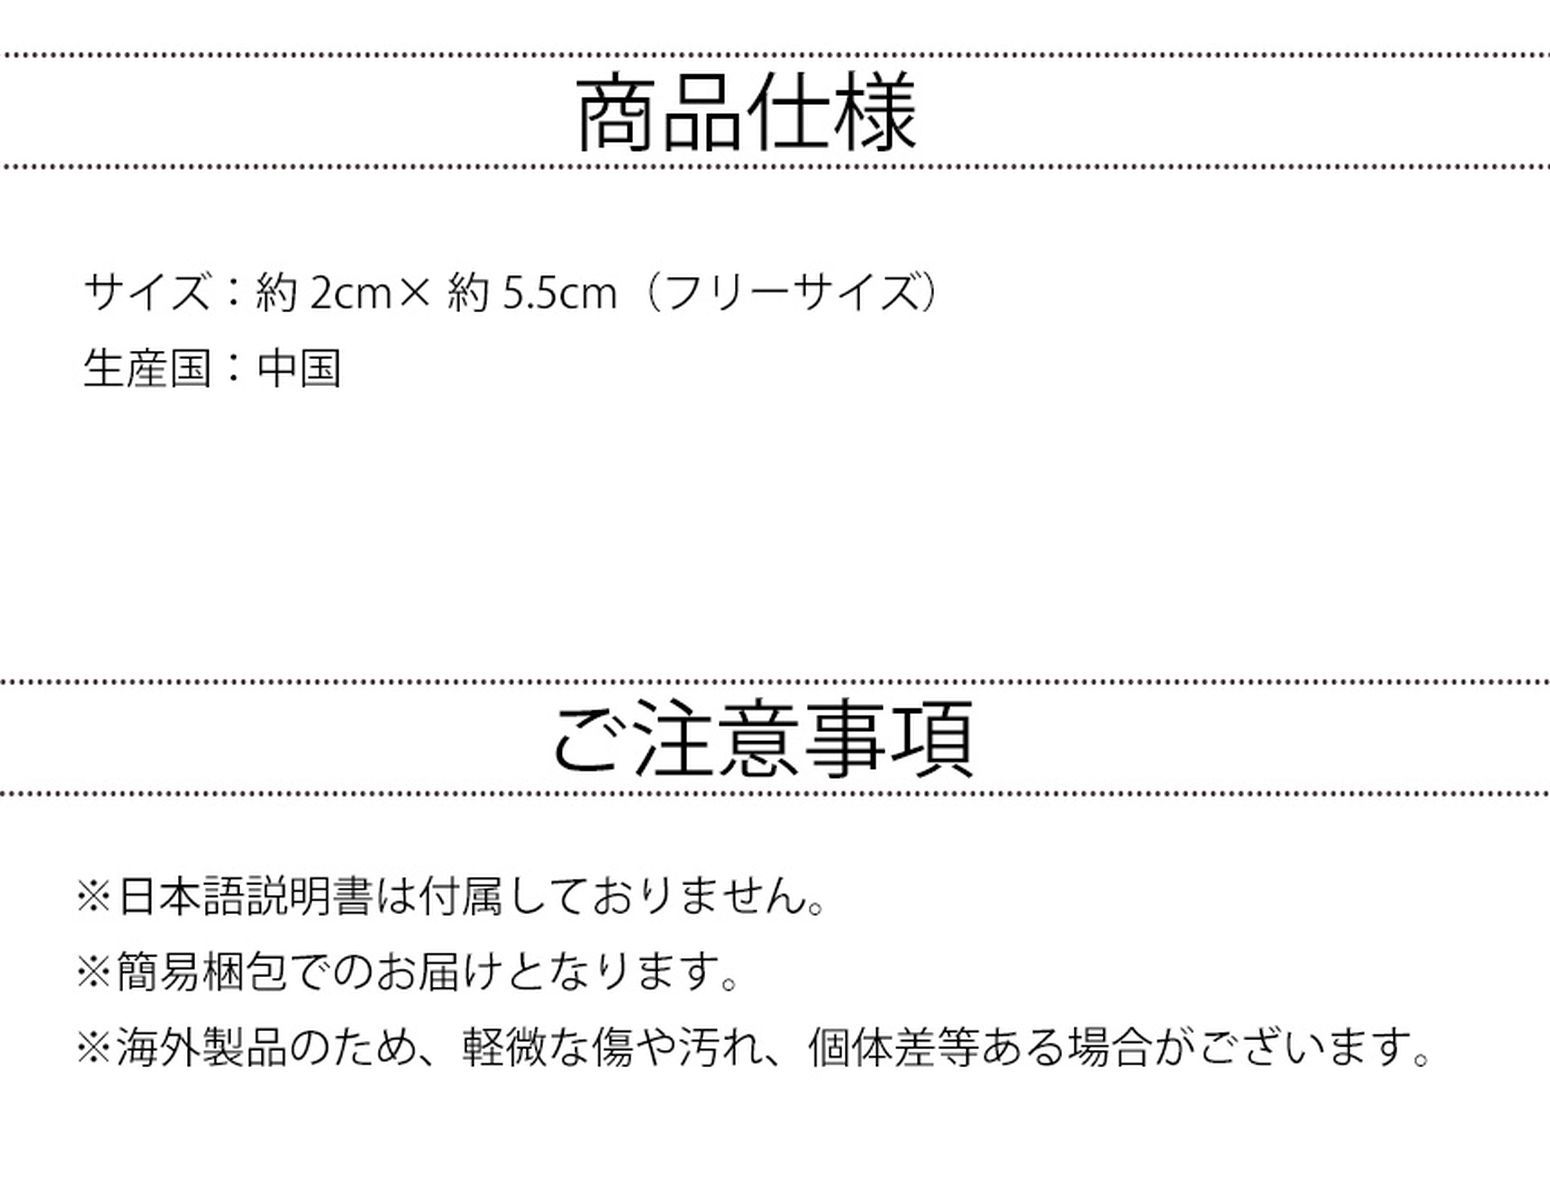 商品仕様
サイズ：約 2cm× 約 5.5cm（フリーサイズ）
生産国：中国
ご注意事項
※日本語説明書は付属しておりません。
※簡易梱包でのお届けとなります。
※海外製品のため、軽微な傷や汚れ、個体差等ある場合がございます。